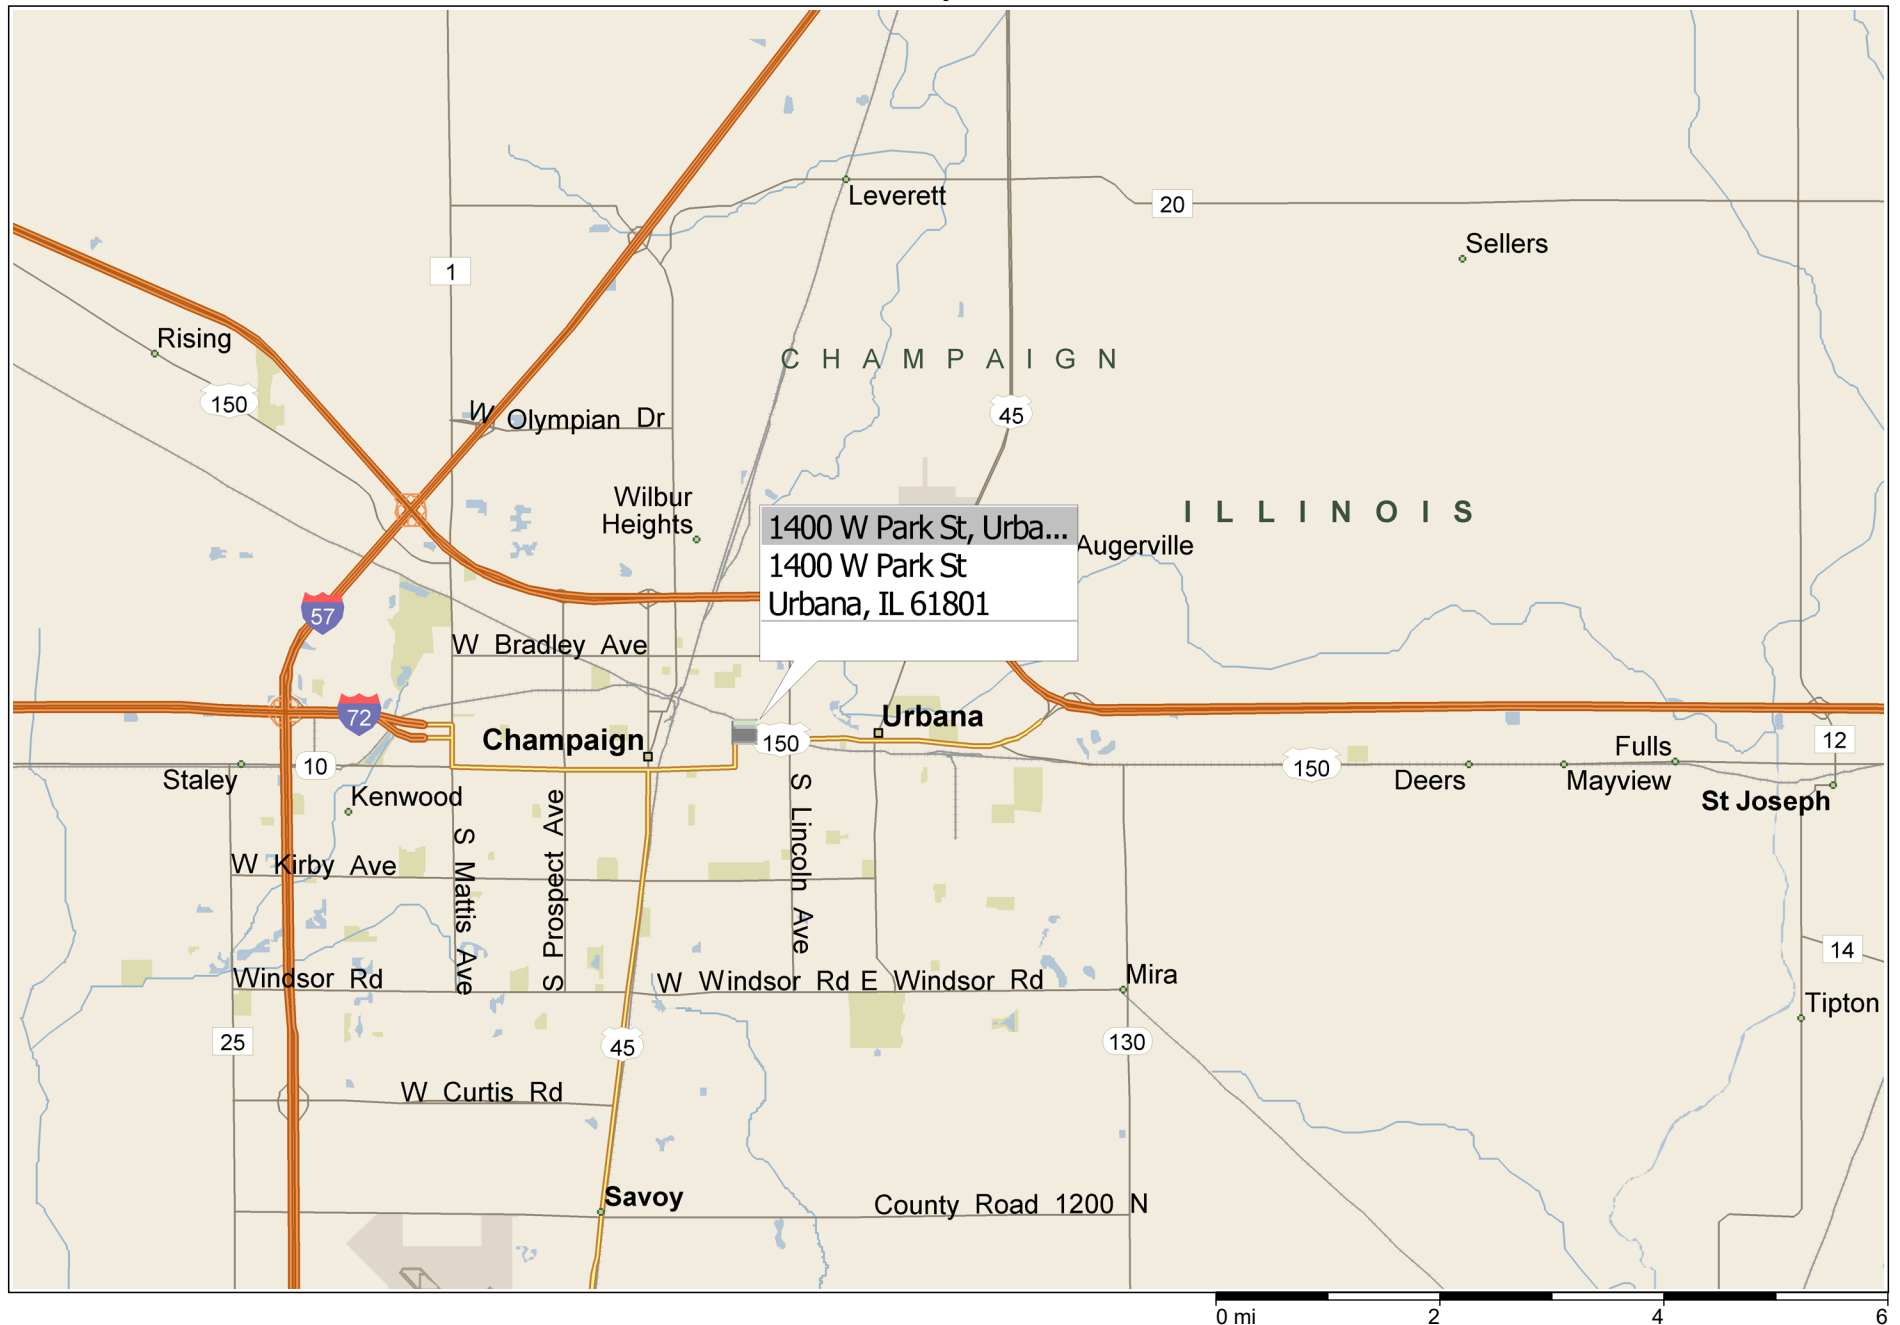 Leverett
20
Sellers
1
Rising
CHAMPAIGN
150
45
W Olympian Dr
Wilbur
Heights
ILLINOIS
1400 W Park St, Urba...
1400 W Park St
Urbana, IL 61801
Augerville
57
W Bradley Ave
72
Urbana
Champaign
150
12
Fulls
10
150
Staley
Deers
Mayview
St Joseph
Kenwood
S Mattis Ave
S Prospect Ave
S Lincoln Ave
W Kirby Ave
14
Windsor Rd
W Windsor Rd E Windsor Rd
Mira
Tipton
25
45
130
W Curtis Rd
Savoy
County Road 1200 N
0 mi
2
4
6